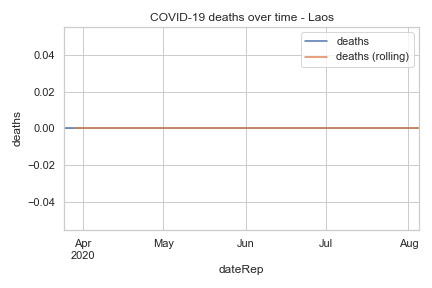 COVID-19 deaths over time - Laos
deaths
deaths (rolling)
0.04
0.02
0.00
−0.02
−0.04
deaths
Apr
2020
May
Jun
Jul
Aug
dateRep